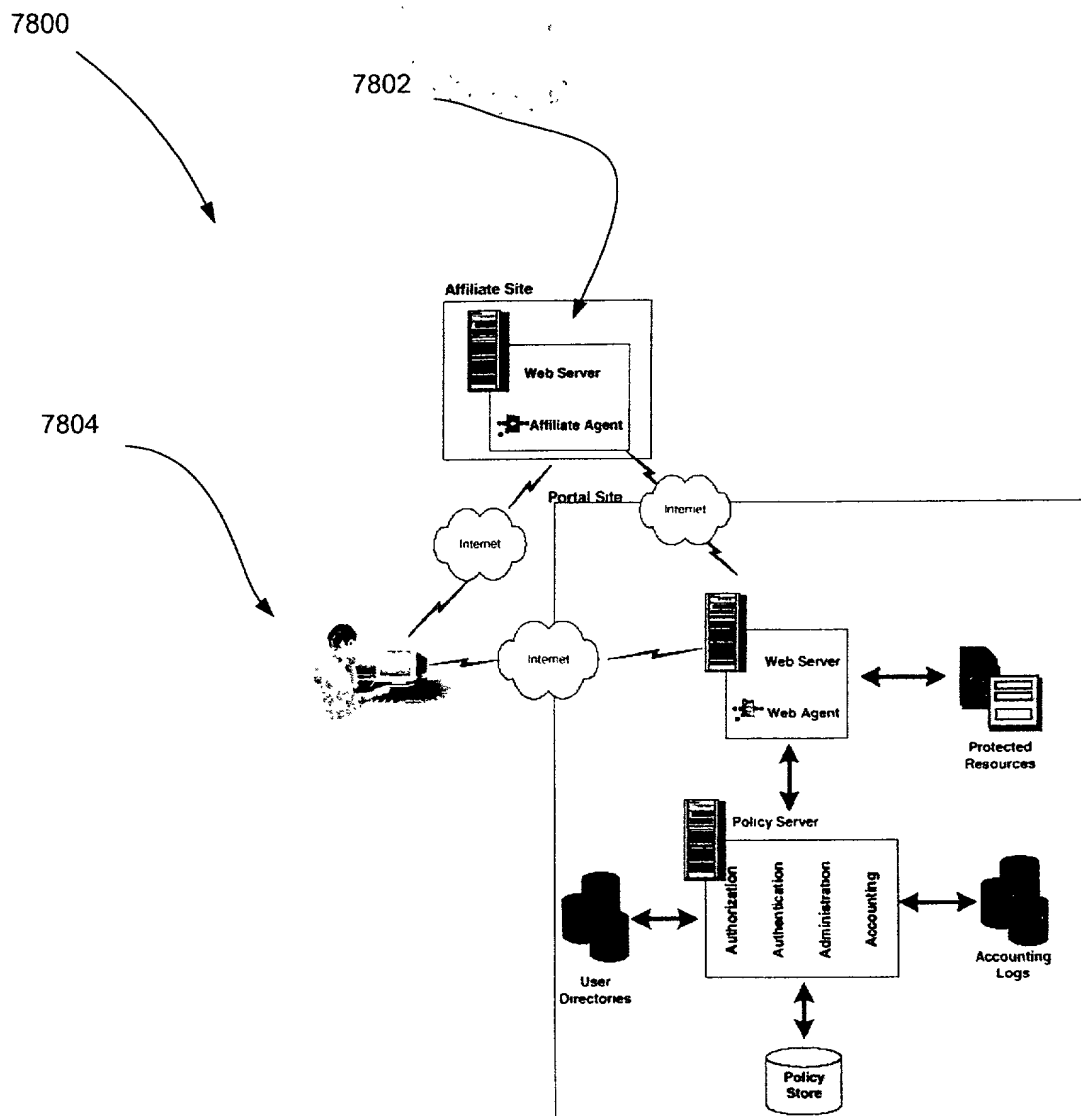 7800
7802
Affiliate Site
Web Server
Affiliate Agent
7804
Portal Site
Internet
Internet
Internet
Web Server
Web Agent
Protected
Resources
Policy Server
Authorization
Authentication
Administration
Accounting
User
Directories
Accounting
Logs
Policy
Store